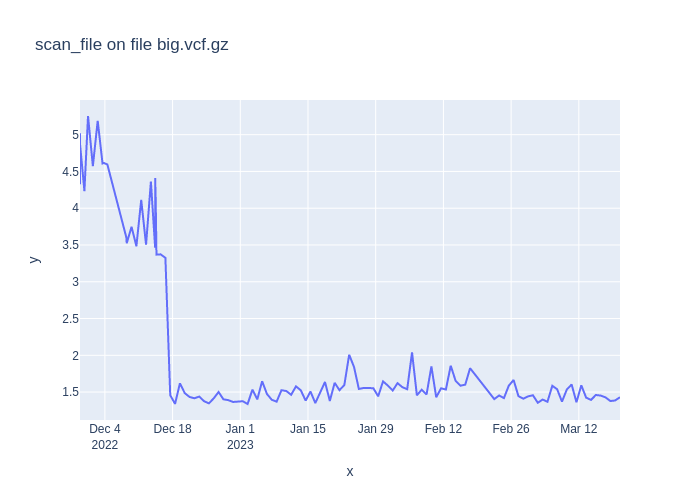 scan_file on file big.vcf.gz
5
4.5
4
3.5
3
2.5
2
1.5
y
Dec 4
2022
Dec 18
Jan 1
2023
Jan 15
Jan 29
Feb 12
Feb 26
Mar 12
x